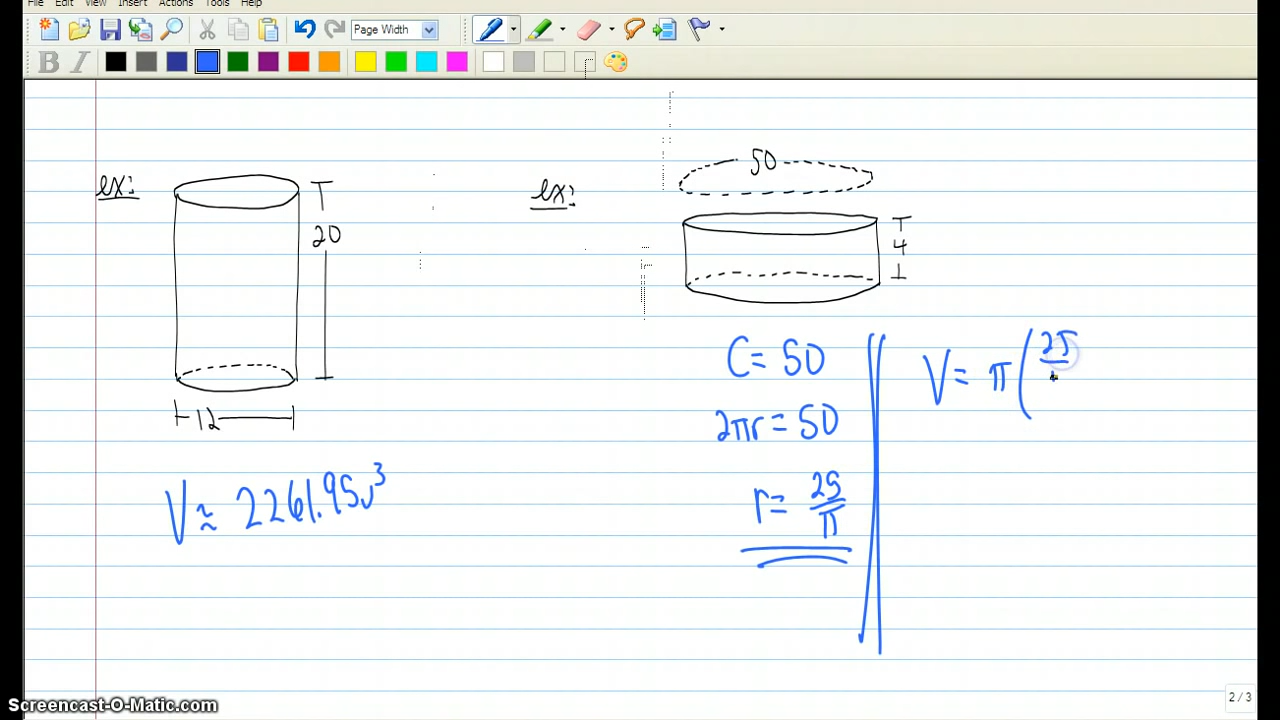 File Edit View Insert Actions Tools Help
Page Width
B I
ex:
20
12
V≈ 2261.95u³
ex:
50
4
C= 50
2πr= 50
r= 25/π
V= π(25
2 / 3
Screencast-O-Matic.com